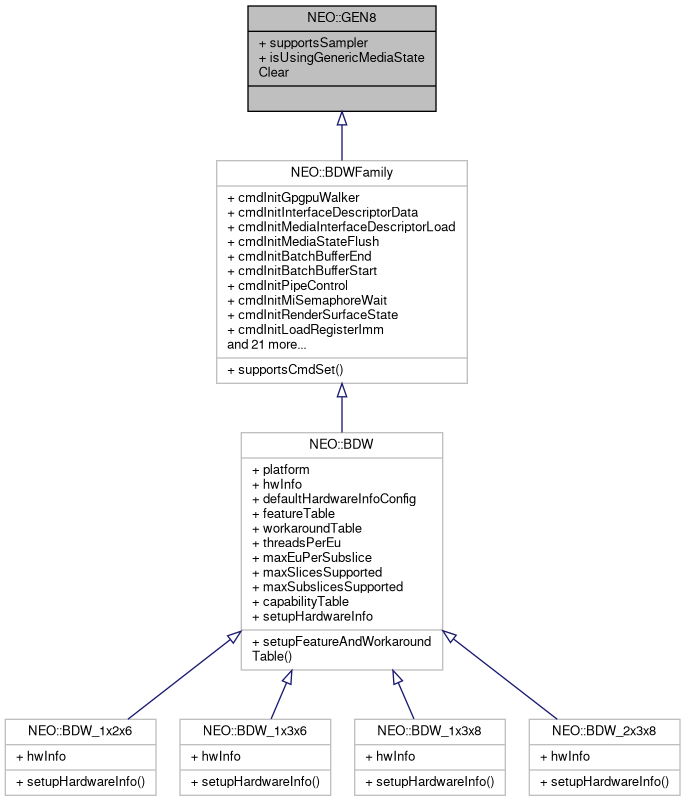 NEO::GEN8
+ supportsSampler
+ isUsingGenericMediaState
Clear
NEO::BDWFamily
+ cmdInitGpgpuWalker
+ cmdInitInterfaceDescriptorData
+ cmdInitMediaInterfaceDescriptorLoad
+ cmdInitMediaStateFlush
+ cmdInitBatchBufferEnd
+ cmdInitBatchBufferStart
+ cmdInitPipeControl
+ cmdInitMiSemaphoreWait
+ cmdInitRenderSurfaceState
+ cmdInitLoadRegisterImm
and 21 more...
+ supportsCmdSet()
NEO::BDW
+ platform
+ hwInfo
+ defaultHardwareInfoConfig
+ featureTable
+ workaroundTable
+ threadsPerEu
+ maxEuPerSubslice
+ maxSlicesSupported
+ maxSubslicesSupported
+ capabilityTable
+ setupHardwareInfo
+ setupFeatureAndWorkaround
Table()
NEO::BDW_1x2x6
+ hwInfo
+ setupHardwareInfo()
NEO::BDW_1x3x6
+ hwInfo
+ setupHardwareInfo()
NEO::BDW_1x3x8
+ hwInfo
+ setupHardwareInfo()
NEO::BDW_2x3x8
+ hwInfo
+ setupHardwareInfo()